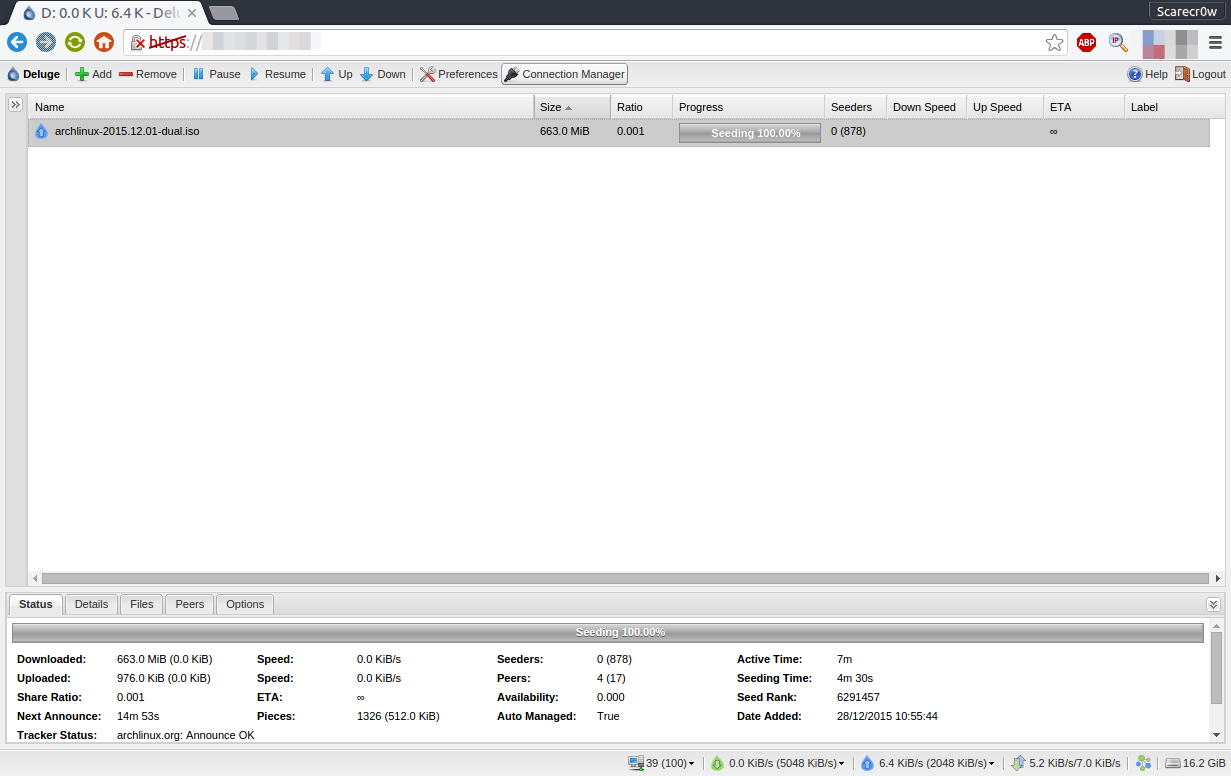 D: 0.0 K U: 6.4 K - Delu
Scarecr0w
https://
ABP
IP
Deluge Add Remove Pause Resume Up Down Preferences Connection Manager Help Logout
Name Size Ratio Progress Seeders Down Speed Up Speed ETA Label
archlinux-2015.12.01-dual.iso 663.0 MiB 0.001 Seeding 100.00% 0 (878) ∞
Status Details Files Peers Options
Seeding 100.00%
Downloaded: 663.0 MiB (0.0 KiB) Speed: 0.0 KiB/s Seeders: 0 (878) Active Time: 7m
Uploaded: 976.0 KiB (0.0 KiB) Speed: 0.0 KiB/s Peers: 4 (17) Seeding Time: 4m 30s
Share Ratio: 0.001 ETA: ∞ Availability: 0.000 Seed Rank: 6291457
Next Announce: 14m 53s Pieces: 1326 (512.0 KiB) Auto Managed: True Date Added: 28/12/2015 10:55:44
Tracker Status: archlinux.org: Announce OK
39 (100) 0.0 KiB/s (5048 KiB/s) 6.4 KiB/s (2048 KiB/s) 5.2 KiB/s/7.0 KiB/s 16.2 GiB